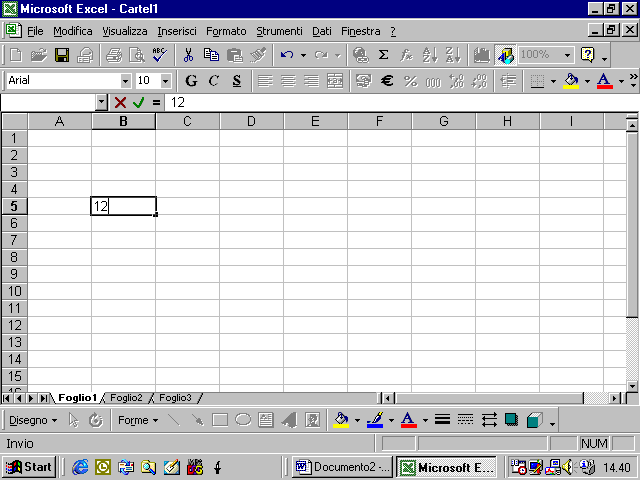 Microsoft Excel - Cartel1
File Modifica Visualizza Inserisci Formato Strumenti Dati Finestra ?
100%
Arial 10 G C S € % 000
= 12
A B C D E F G H I
1
2
3
4
5 12
6
7
8
9
10
11
12
13
14
15
Foglio1 Foglio2 Foglio3
Disegno Forme
Invio NUM
Start Documento2 -... Microsoft E... 14.40